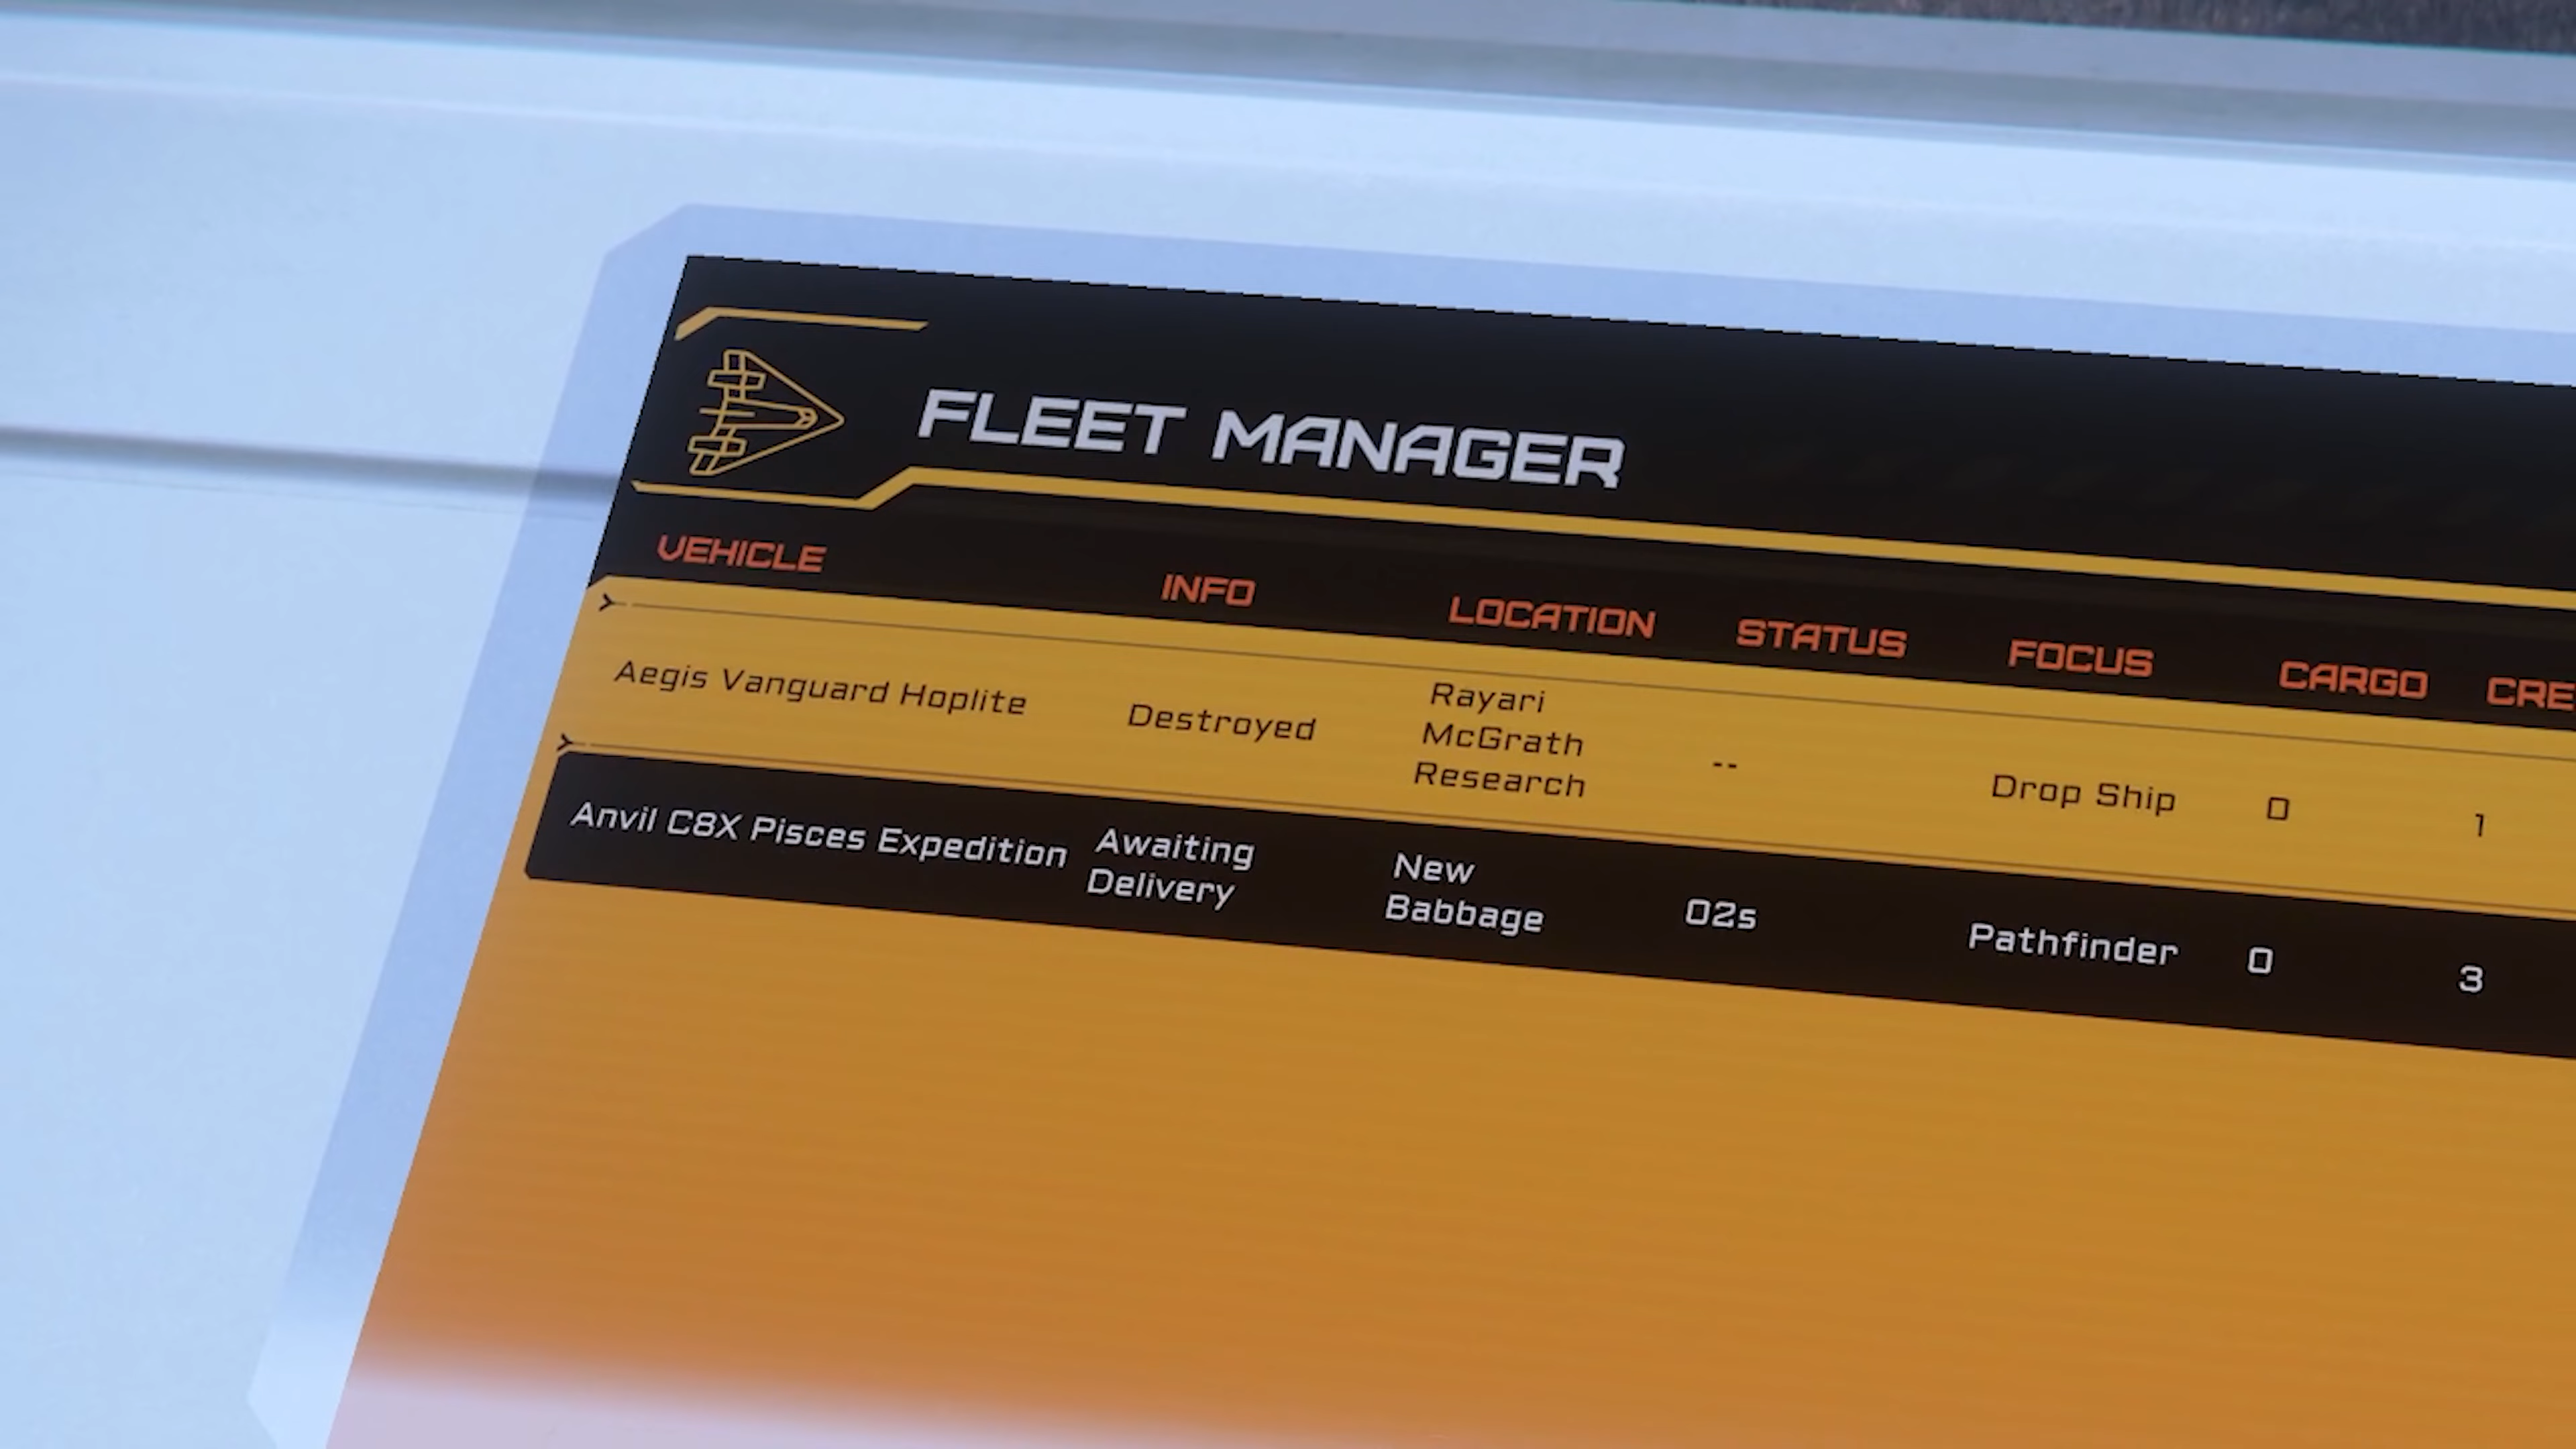 FLEET MANAGER
VEHICLE INFO LOCATION STATUS FOCUS CARGO
Aegis Vanguard Hoplite Destroyed Rayari McGrath Research -- Drop Ship 0 1
Anvil C8X Pisces Expedition Awaiting Delivery New Babbage 02s Pathfinder 0 3